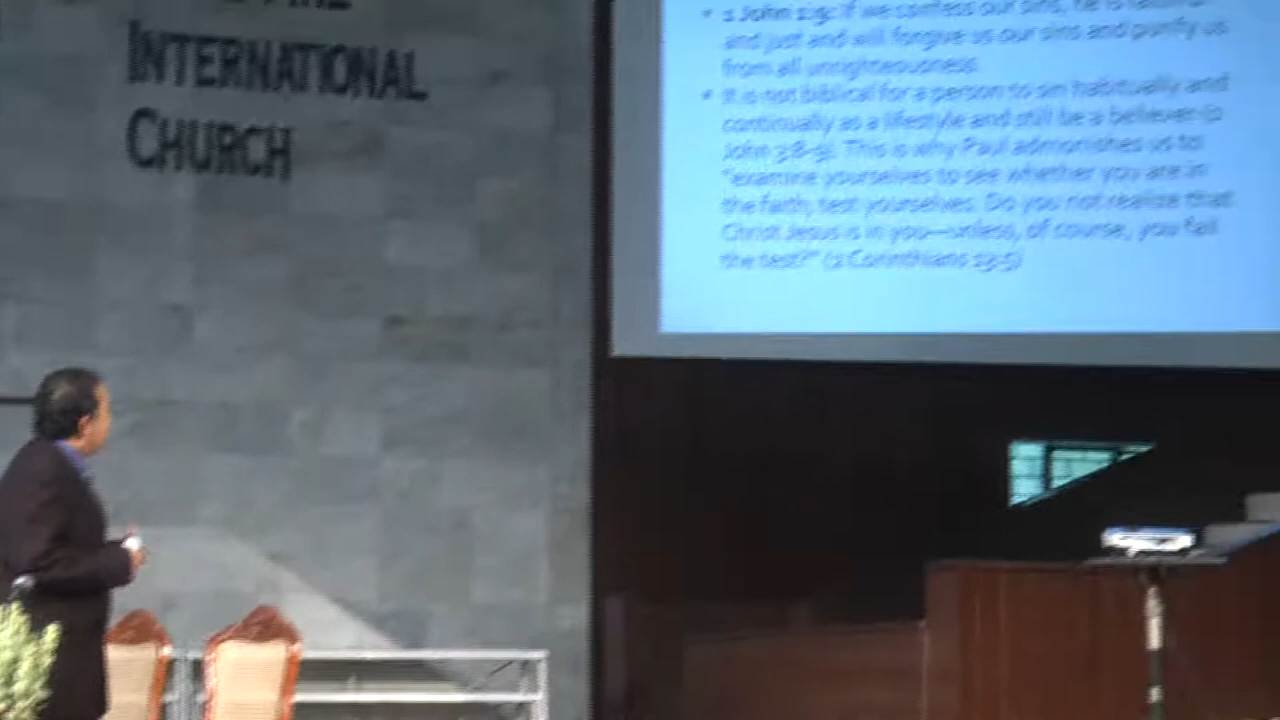 INTERNATIONAL
CHURCH
• 1 John 1:9: If we confess our sins, he is faithful
and just and will forgive us our sins and purify us
from all unrighteousness
• It is not biblical for a person to sin habitually and
continually as a lifestyle and still be a believer (1
John 3:8-9). This is why Paul admonishes us to
"examine yourselves to see whether you are in
the faith, test yourselves. Do you not realize that
Christ Jesus is in you—unless, of course, you fail
the test?" (2 Corinthians 13:5)